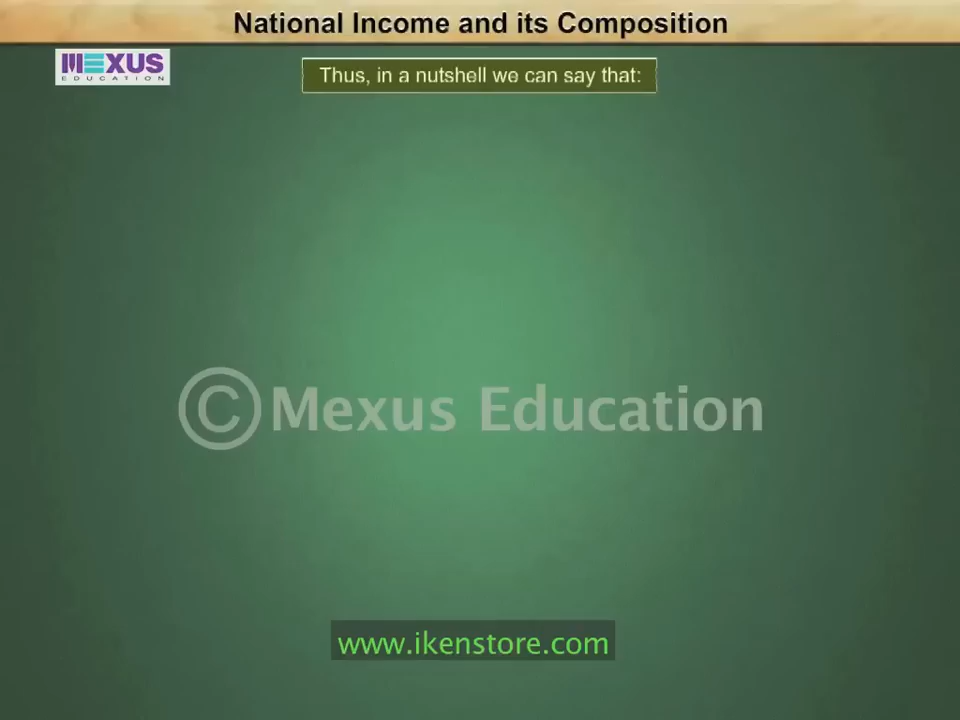 National Income and its Composition
MEXUS
EDUCATION
Thus, in a nutshell we can say that:
©Mexus Education
www.ikenstore.com